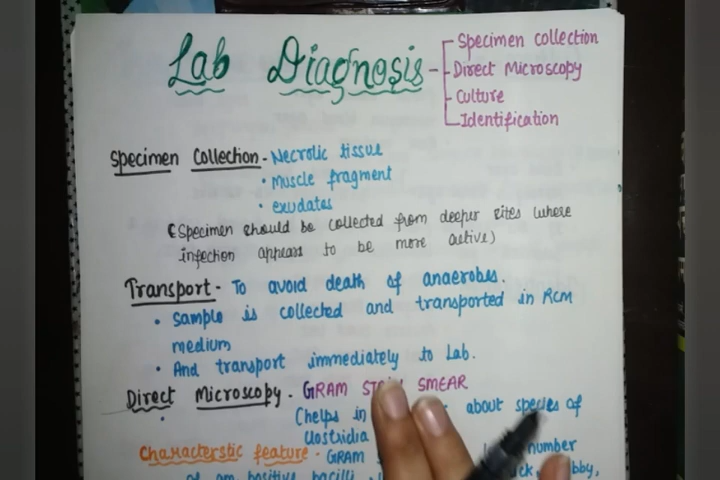 Lab Diagnosis
Specimen collection
Direct Microscopy
Culture
Identification
Specimen Collection - Necrolic tissue
• muscle fragment
• exudates
(Specimen should be collected from deeper sites where
infection appears to be more active)
Transport - To avoid death of anaerobes.
• Sample is collected and transported in RCM
medium
• And transport immediately to Lab.
Direct Microscopy - GRAM SMEAR
(helps in about species of
Clostridia
Characterstic feature - GRAM number
bacilli